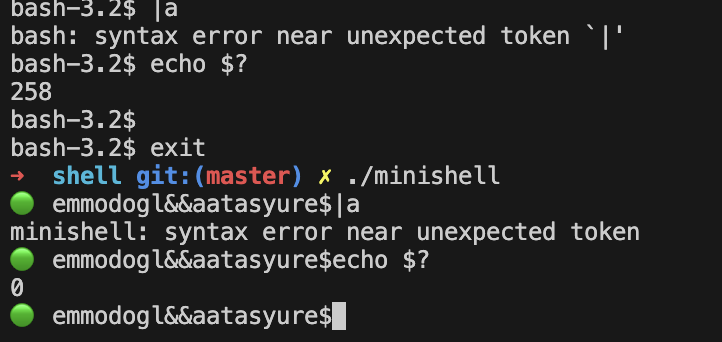 bash-3.2$ |a
bash: syntax error near unexpected token `|'
bash-3.2$ echo $?
258
bash-3.2$
bash-3.2$ exit
➜ shell git:(master) ✗ ./minishell
🟢 emmodogl&&aatasyure$|a
minishell: syntax error near unexpected token
🟢 emmodogl&&aatasyure$echo $?
0
🟢 emmodogl&&aatasyure$